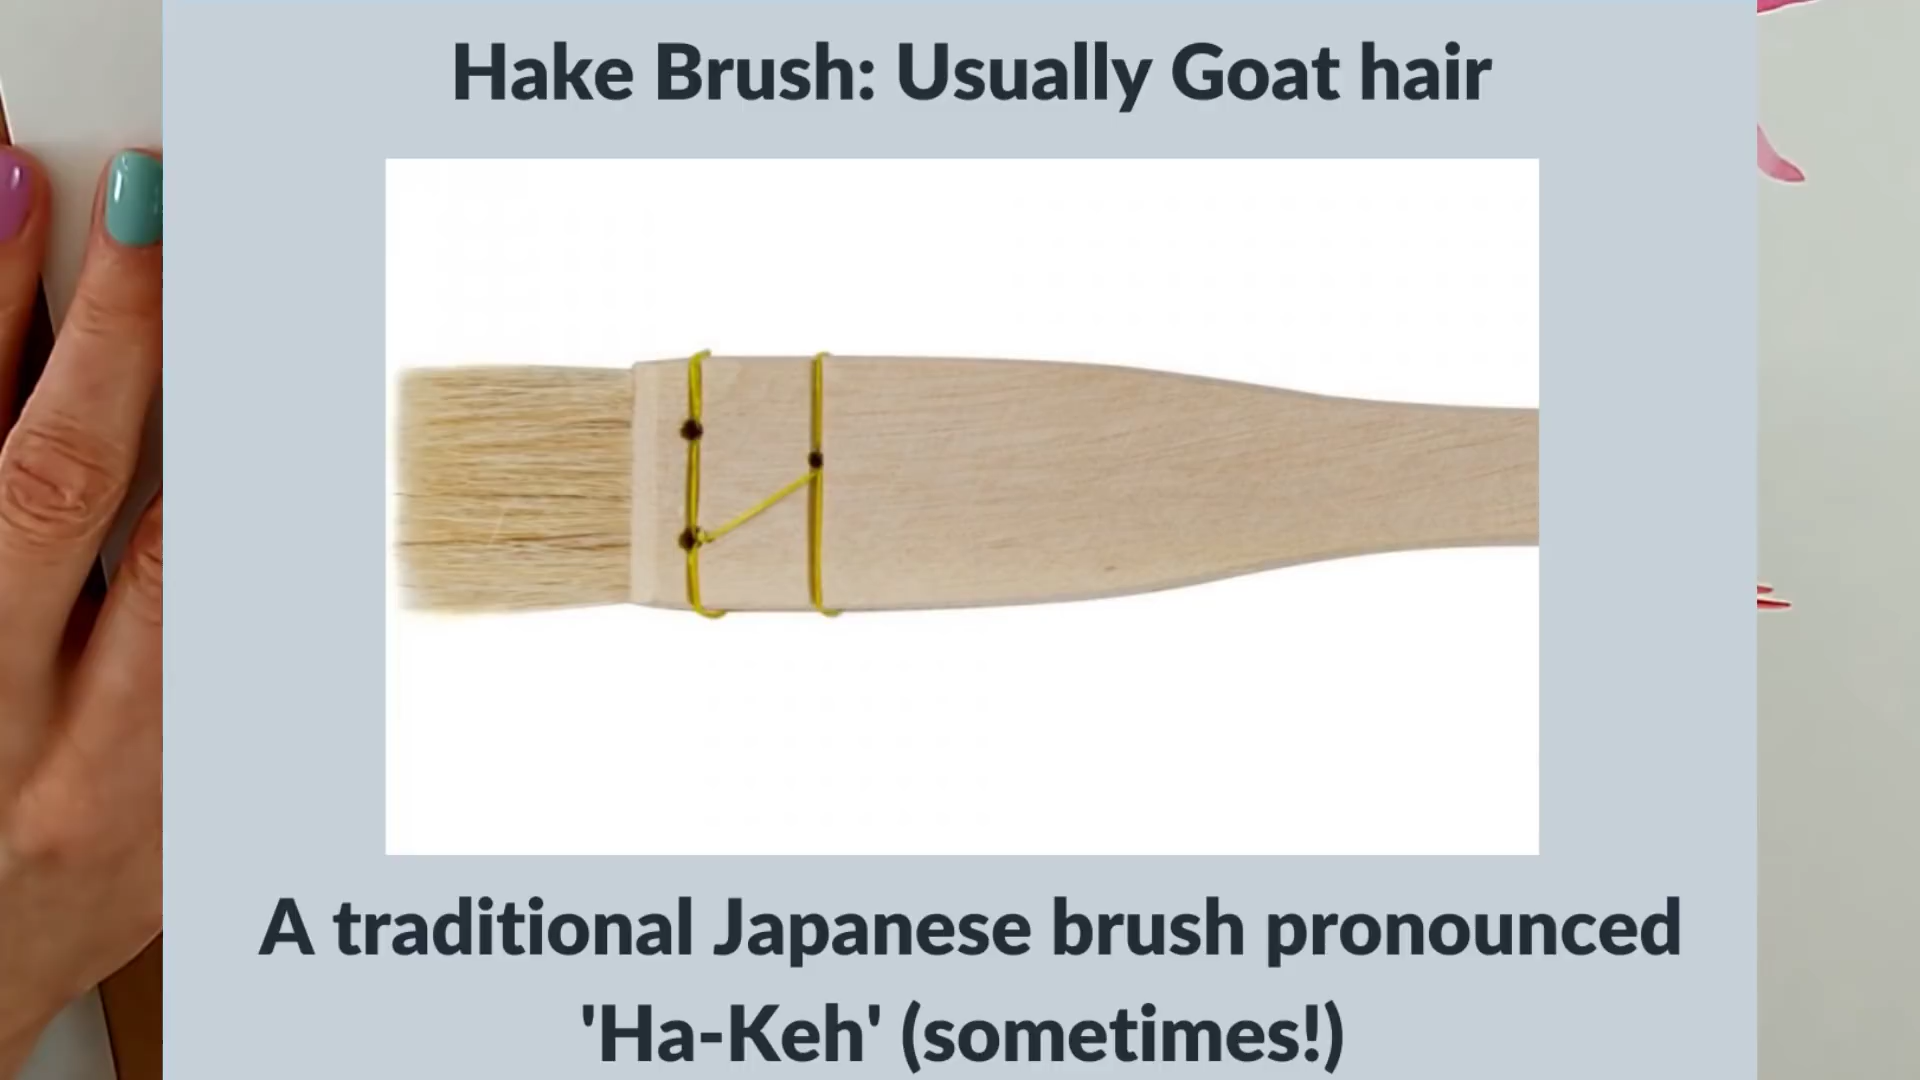 Hake Brush: Usually Goat hair
A traditional Japanese brush pronounced
'Ha-Keh' (sometimes!)